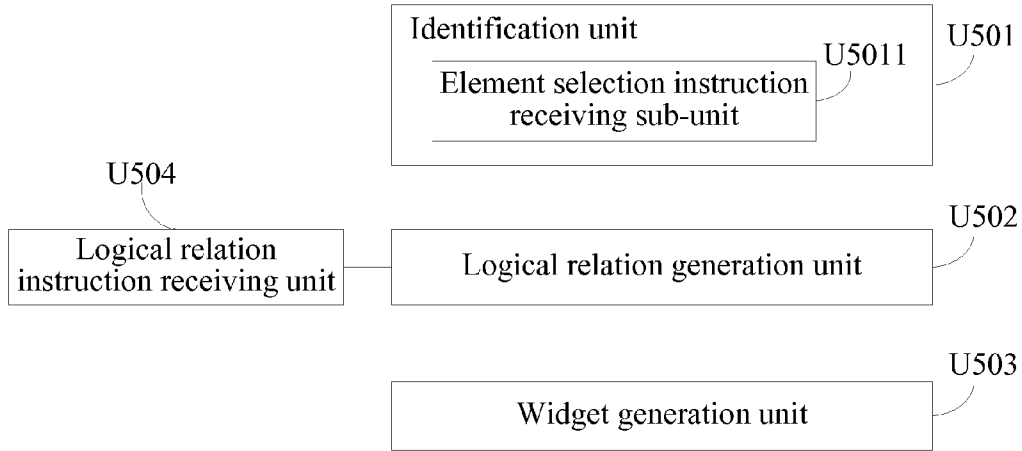 Identification unit
U501
U5011
Element selection instruction
receiving sub-unit
U504
Logical relation
instruction receiving unit
U502
Logical relation generation unit
U503
Widget generation unit